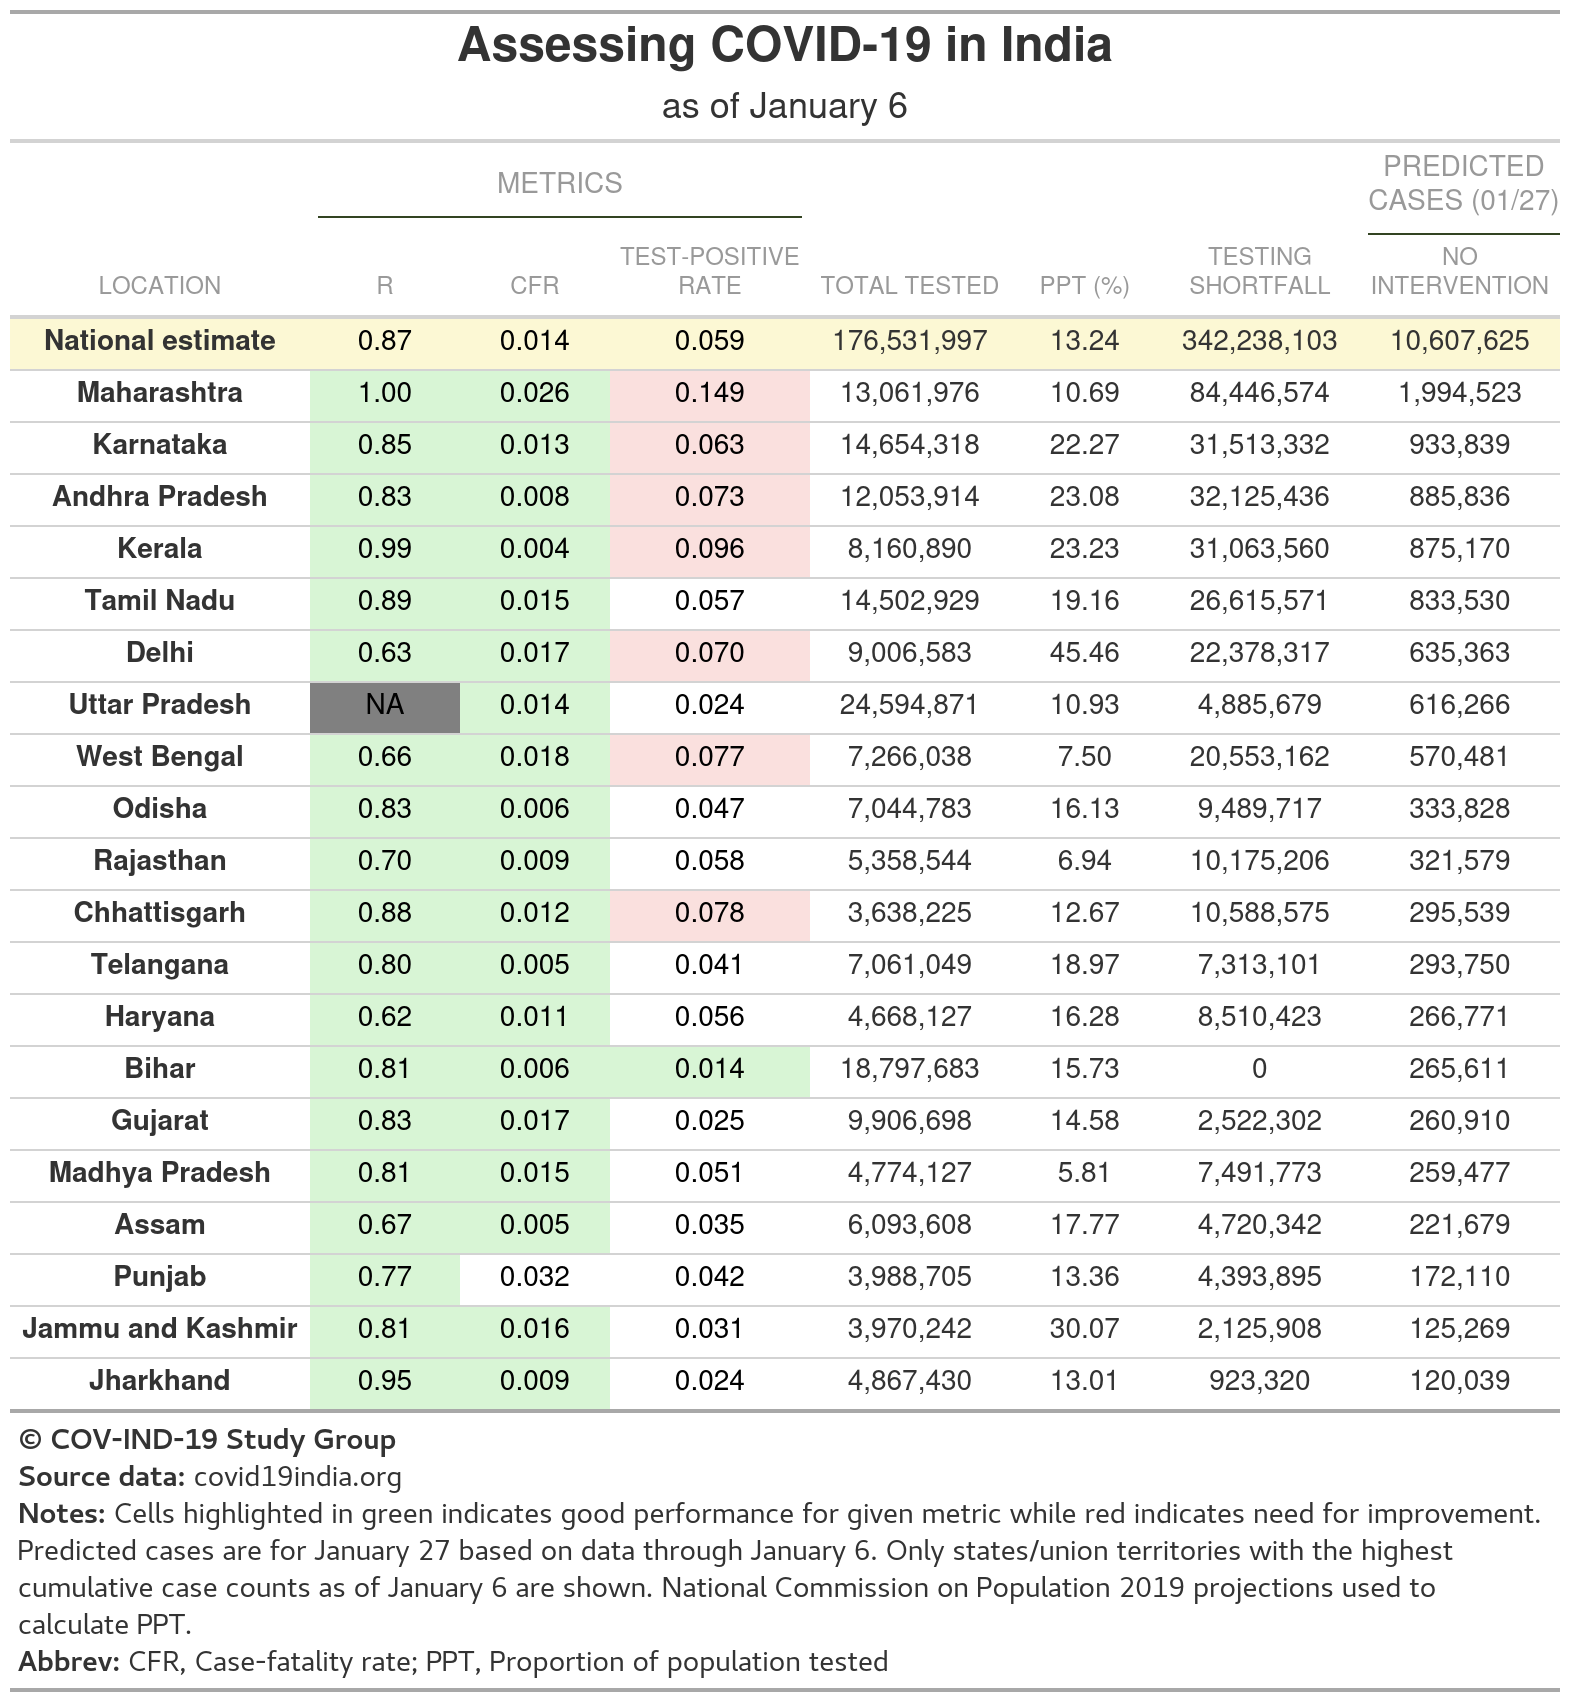 Assessing COVID-19 in India
as of January 6
METRICS
PREDICTED
CASES (01/27)
LOCATION R CFR TEST-POSITIVE RATE TOTAL TESTED PPT (%) TESTING SHORTFALL NO INTERVENTION
National estimate 0.87 0.014 0.059 176,531,997 13.24 342,238,103 10,607,625
Maharashtra 1.00 0.026 0.149 13,061,976 10.69 84,446,574 1,994,523
Karnataka 0.85 0.013 0.063 14,654,318 22.27 31,513,332 933,839
Andhra Pradesh 0.83 0.008 0.073 12,053,914 23.08 32,125,436 885,836
Kerala 0.99 0.004 0.096 8,160,890 23.23 31,063,560 875,170
Tamil Nadu 0.89 0.015 0.057 14,502,929 19.16 26,615,571 833,530
Delhi 0.63 0.017 0.070 9,006,583 45.46 22,378,317 635,363
Uttar Pradesh NA 0.014 0.024 24,594,871 10.93 4,885,679 616,266
West Bengal 0.66 0.018 0.077 7,266,038 7.50 20,553,162 570,481
Odisha 0.83 0.006 0.047 7,044,783 16.13 9,489,717 333,828
Rajasthan 0.70 0.009 0.058 5,358,544 6.94 10,175,206 321,579
Chhattisgarh 0.88 0.012 0.078 3,638,225 12.67 10,588,575 295,539
Telangana 0.80 0.005 0.041 7,061,049 18.97 7,313,101 293,750
Haryana 0.62 0.011 0.056 4,668,127 16.28 8,510,423 266,771
Bihar 0.81 0.006 0.014 18,797,683 15.73 0 265,611
Gujarat 0.83 0.017 0.025 9,906,698 14.58 2,522,302 260,910
Madhya Pradesh 0.81 0.015 0.051 4,774,127 5.81 7,491,773 259,477
Assam 0.67 0.005 0.035 6,093,608 17.77 4,720,342 221,679
Punjab 0.77 0.032 0.042 3,988,705 13.36 4,393,895 172,110
Jammu and Kashmir 0.81 0.016 0.031 3,970,242 30.07 2,125,908 125,269
Jharkhand 0.95 0.009 0.024 4,867,430 13.01 923,320 120,039
© COV-IND-19 Study Group
Source data: covid19india.org
Notes: Cells highlighted in green indicates good performance for given metric while red indicates need for improvement.
Predicted cases are for January 27 based on data through January 6. Only states/union territories with the highest
cumulative case counts as of January 6 are shown. National Commission on Population 2019 projections used to
calculate PPT.
Abbrev: CFR, Case-fatality rate; PPT, Proportion of population tested